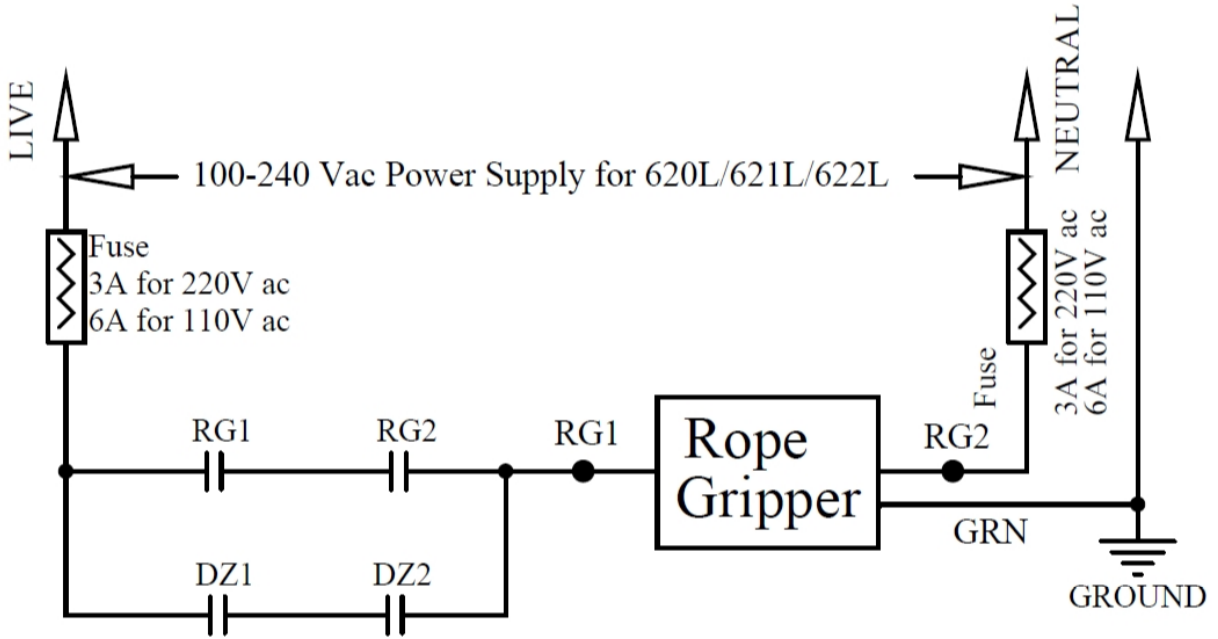 LIVE
NEUTRAL
100-240 Vac Power Supply for 620L/621L/622L
Fuse
3A for 220V ac
6A for 110V ac
Fuse
3A for 220V ac
6A for 110V ac
RG1
RG2
RG1
Rope
Gripper
RG2
GRN
DZ1
DZ2
GROUND